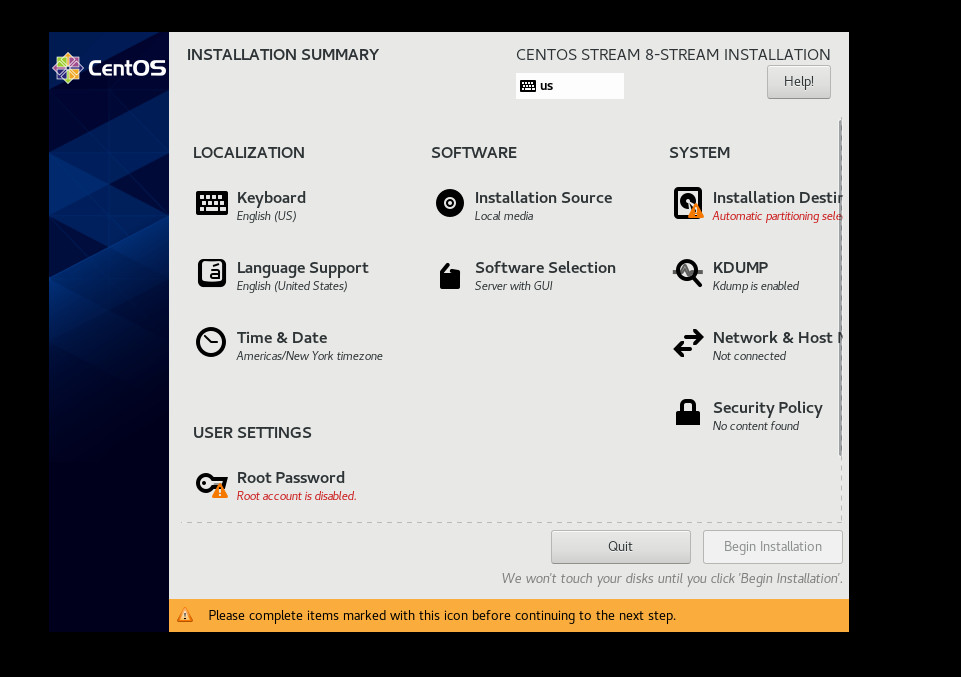 CentOS
INSTALLATION SUMMARY
CENTOS STREAM 8-STREAM INSTALLATION
us
Help!
LOCALIZATION
SOFTWARE
SYSTEM
Keyboard
English (US)
Installation Source
Local media
Installation Destin
Automatic partitioning sele
Language Support
English (United States)
Software Selection
Server with GUI
KDUMP
Kdump is enabled
Time & Date
Americas/New York timezone
Network & Host N
Not connected
Security Policy
No content found
USER SETTINGS
Root Password
Root account is disabled.
Quit
Begin Installation
We won't touch your disks until you click 'Begin Installation'.
Please complete items marked with this icon before continuing to the next step.